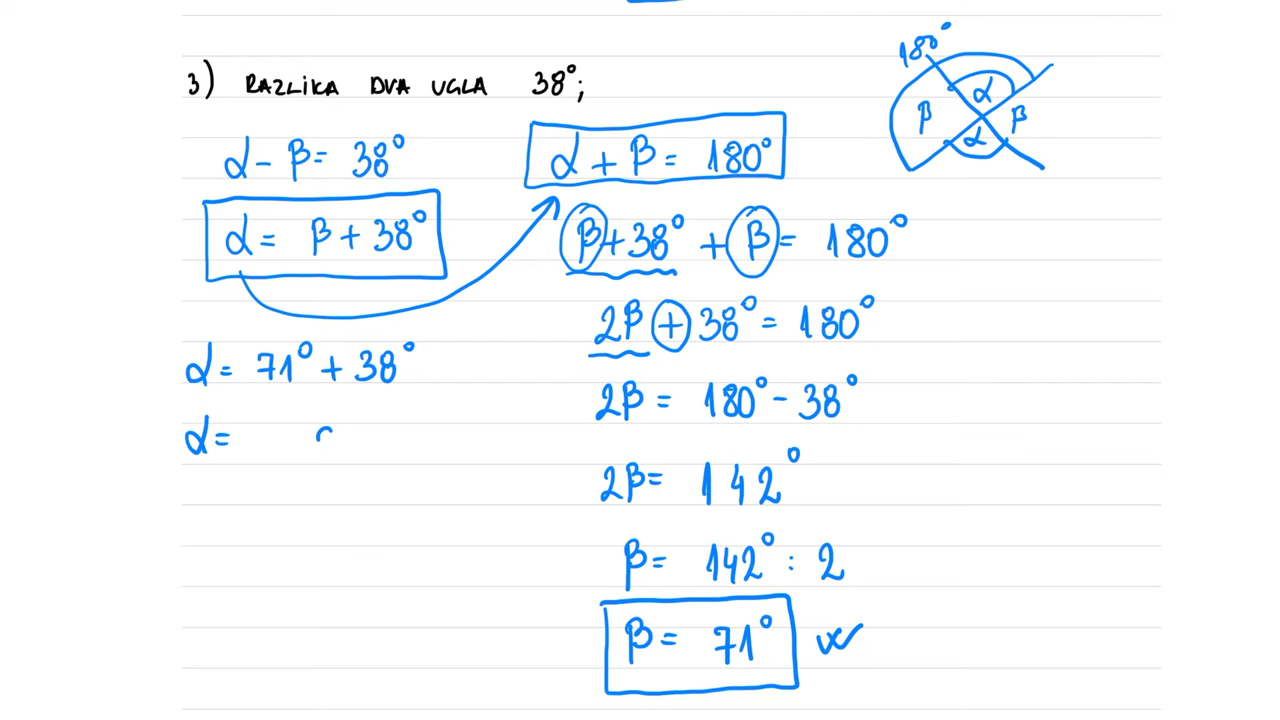 3) RAZLIKA DVA UGLA 38°;
α - β = 38°
α = β + 38°
α = 71° + 38°
α =
α + β = 180°
β + 38° + β = 180°
2β + 38° = 180°
2β = 180° - 38°
2β = 142°
β = 142° : 2
β = 71°
180°
β α β
α